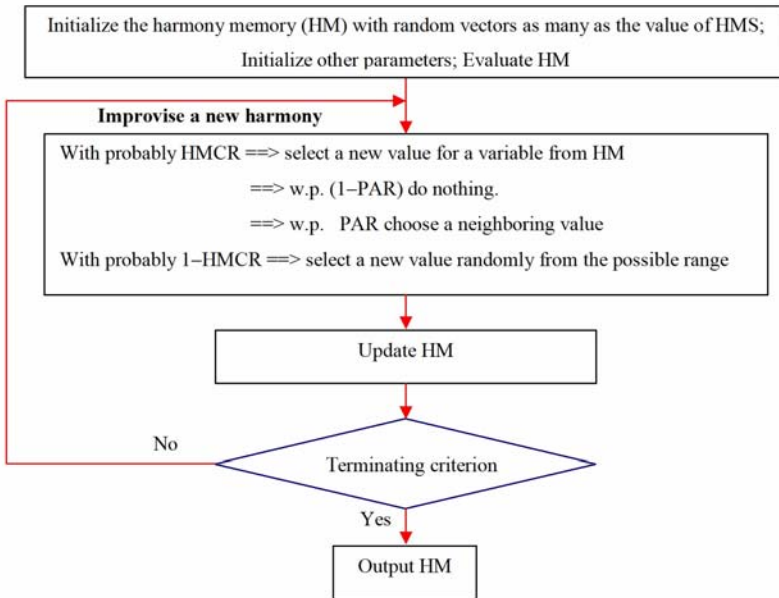 Initialize the harmony memory (HM) with random vectors as many as the value of HMS;
Initialize other parameters; Evaluate HM
Improvise a new harmony
With probably HMCR ==> select a new value for a variable from HM
==> w.p. (1–PAR) do nothing.
==> w.p. PAR choose a neighboring value
With probably 1–HMCR ==> select a new value randomly from the possible range
Update HM
No
Terminating criterion
Yes
Output HM